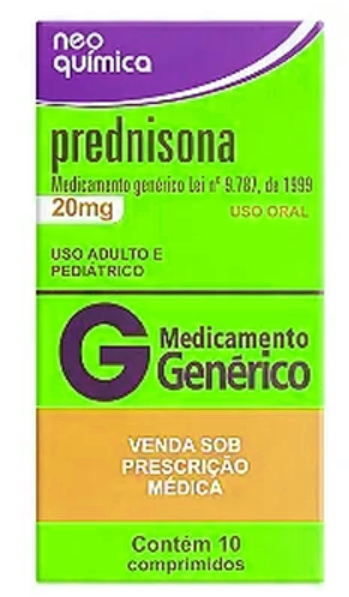 neo
química
prednisona
Medicamento genérico Lei nº 9.787, de 1999
20mg
USO ORAL
USO ADULTO E
PEDIÁTRICO
G
Medicamento
Genérico
VENDA SOB
PRESCRIÇÃO
MÉDICA
Contém 10
comprimidos